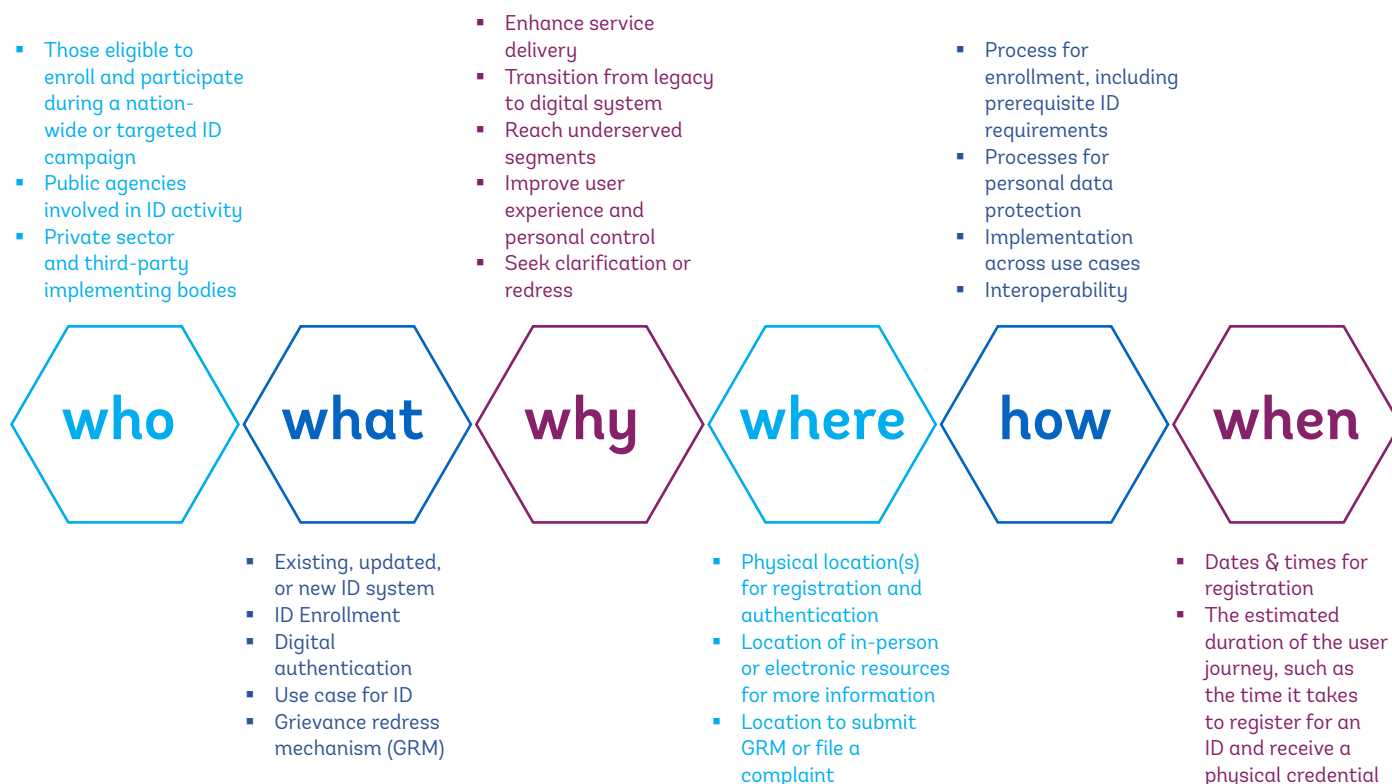 ▪ Those eligible to
enroll and participate
during a nation-
wide or targeted ID
campaign
▪ Public agencies
involved in ID activity
▪ Private sector
and third-party
implementing bodies
▪ Enhance service
delivery
▪ Transition from legacy
to digital system
▪ Reach underserved
segments
▪ Improve user
experience and
personal control
▪ Seek clarification or
redress
▪ Process for
enrollment, including
prerequisite ID
requirements
▪ Processes for
personal data
protection
▪ Implementation
across use cases
▪ Interoperability
who
what
why
where
how
when
▪ Existing, updated,
or new ID system
▪ ID Enrollment
▪ Digital
authentication
▪ Use case for ID
▪ Grievance redress
mechanism (GRM)
▪ Physical location(s)
for registration and
authentication
▪ Location of in-person
or electronic resources
for more information
▪ Location to submit
GRM or file a
complaint
▪ Dates & times for
registration
▪ The estimated
duration of the user
journey, such as
the time it takes
to register for an
ID and receive a
physical credential